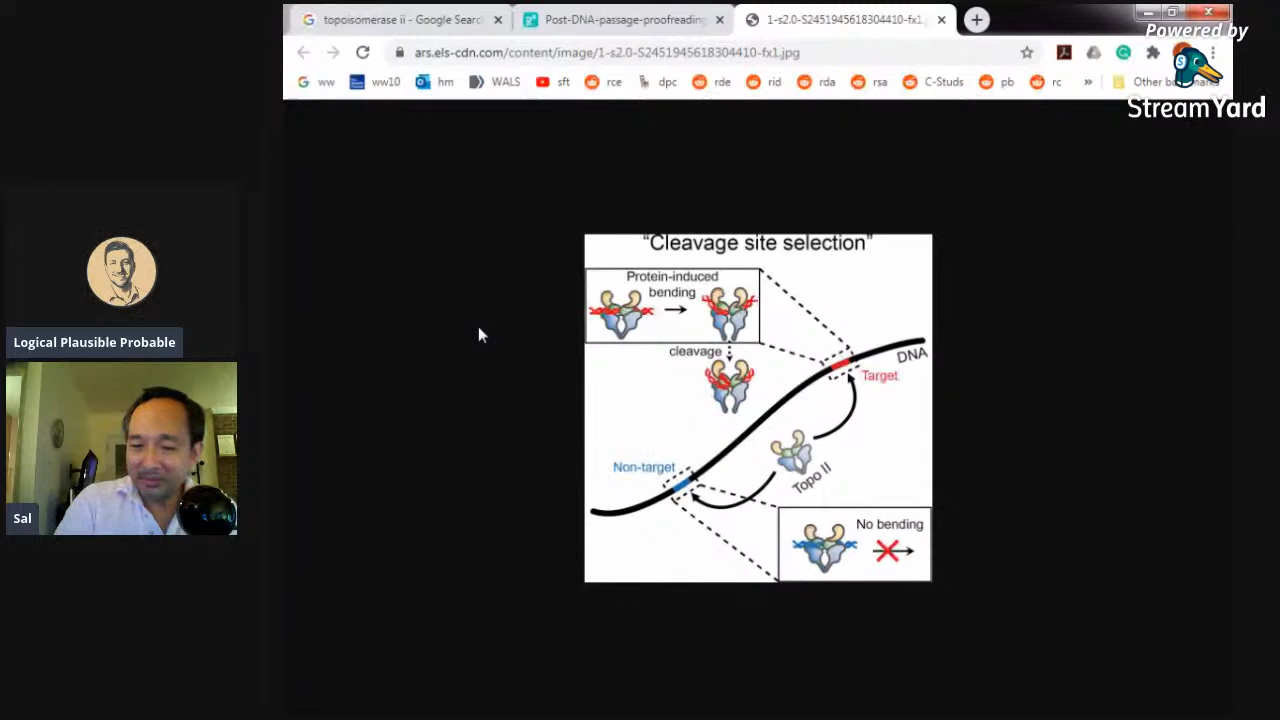 topoisomerase ii - Google Searc
Post-DNA-passage-proofreading
1-s2.0-S2451945618304410-fx1.
Powered by
StreamYard
ars.els-cdn.com/content/image/1-s2.0-S2451945618304410-fx1.jpg
ww
ww10
hm
WALS
sft
rce
dpc
rde
rid
rda
rsa
C-Studs
pb
rc
»
Other bo
"Cleavage site selection"
Protein-induced
bending
cleavage
DNA
Target
Non-target
Topo II
No bending
Logical Plausible Probable
Sal